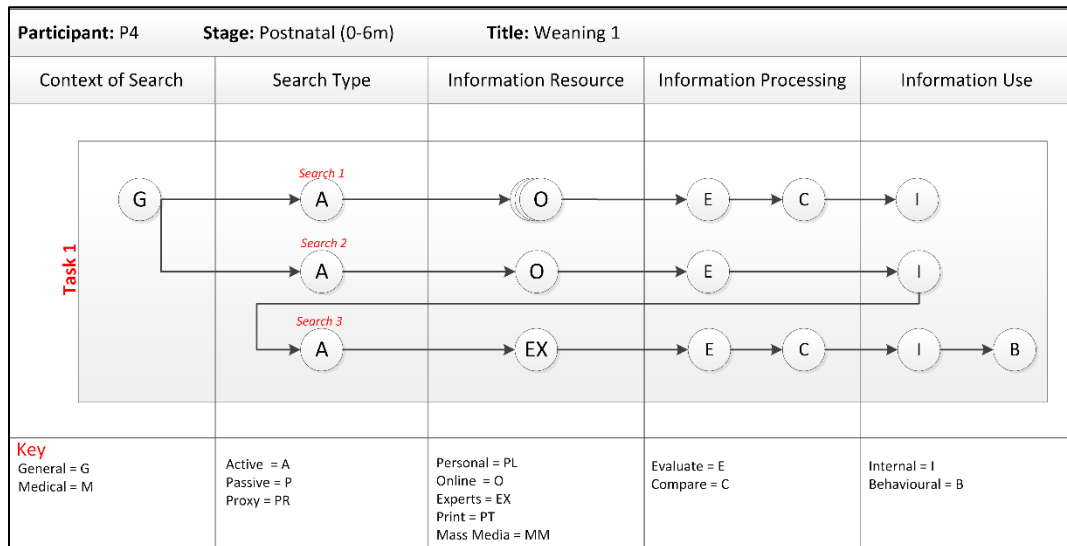 Participant: P4 Stage: Postnatal (0-6m) Title: Weaning 1
Context of Search Search Type Information Resource Information Processing Information Use
Task 1
Search 1
G A O E C I
Search 2
A O E I
Search 3
A EX E C I B
Key
General = G
Medical = M
Active = A
Passive = P
Proxy = PR
Personal = PL
Online = O
Experts = EX
Print = PT
Mass Media = MM
Evaluate = E
Compare = C
Internal = I
Behavioural = B